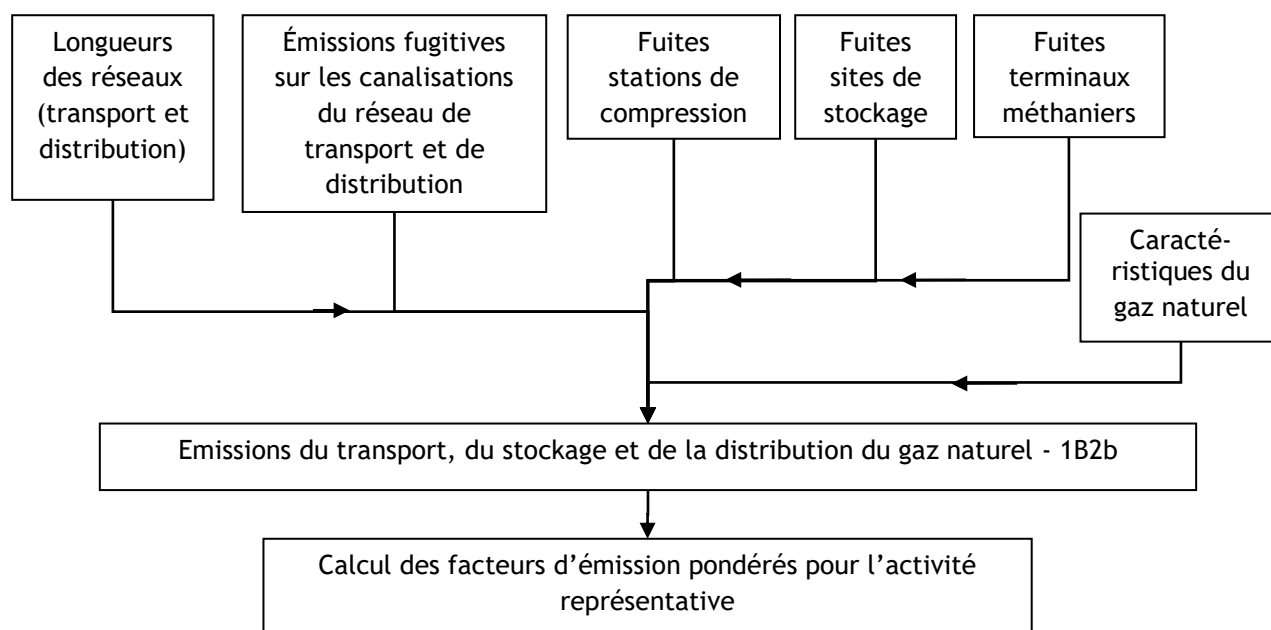 Longueurs
des réseaux
(transport et
distribution)
Émissions fugitives
sur les canalisations
du réseau de
transport et de
distribution
Fuites
stations de
compression
Fuites
sites de
stockage
Fuites
terminaux
méthaniers
Caracté-
ristiques du
gaz naturel
Emissions du transport, du stockage et de la distribution du gaz naturel - 1B2b
Calcul des facteurs d’émission pondérés pour l’activité
représentative